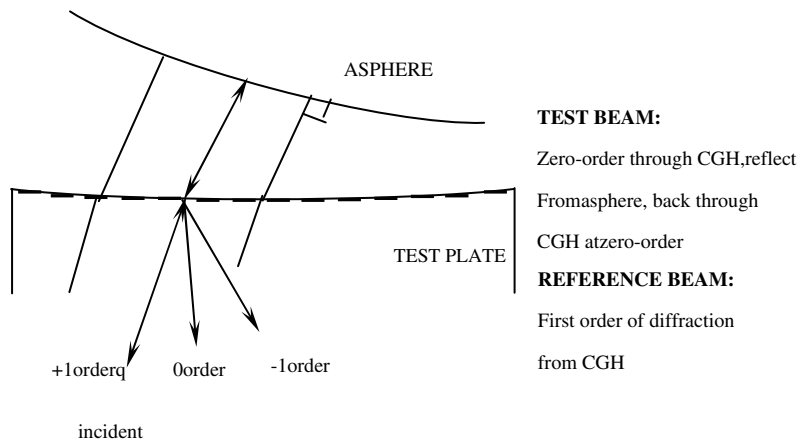 ASPHERE
TEST BEAM:
Zero-order through CGH,reflect
Fromasphere, back through
CGH atzero-order
TEST PLATE
REFERENCE BEAM:
First order of diffraction
from CGH
+1orderq
0order
-1order
incident